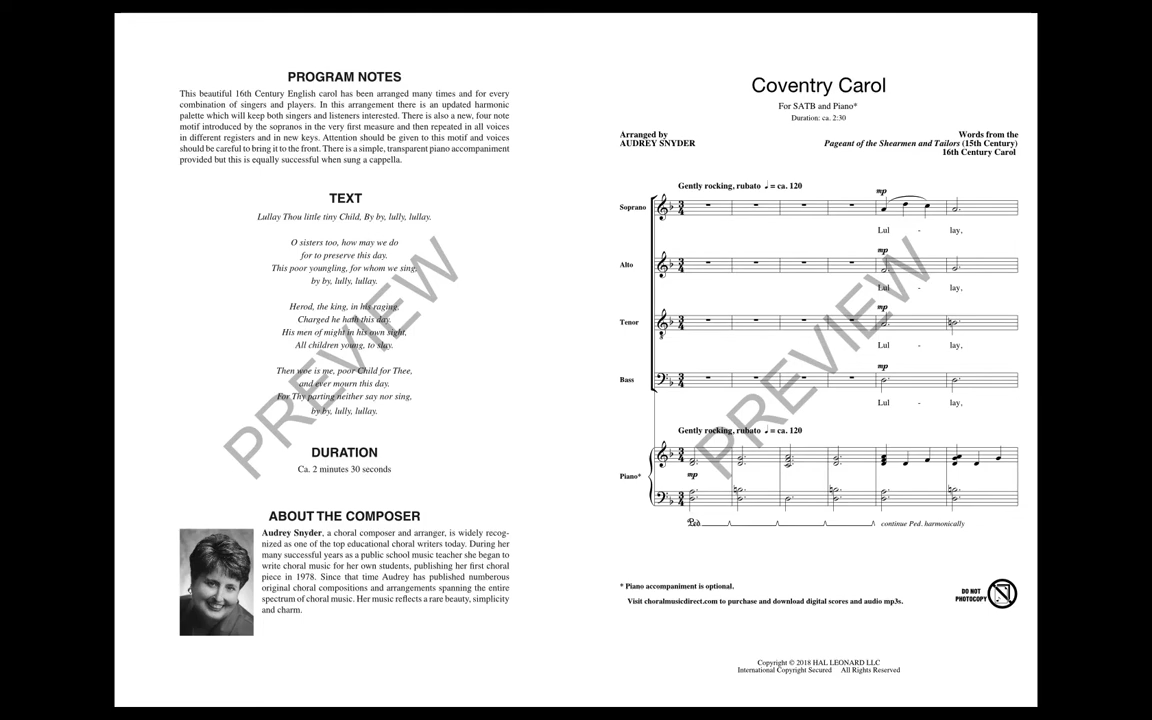 PROGRAM NOTES
This beautiful 16th Century English carol has been arranged many times and for every
combination of singers and players. In this arrangement there is an updated harmonic
palette which will keep both singers and listeners interested. There is also a new, four note
motif introduced by the sopranos in the very first measure and then repeated in all voices
in different registers and in new keys. Attention should be given to this motif and voices
should be careful to bring it to the front. There is a simple, transparent piano accompaniment
provided but this is equally successful when sung a cappella.
TEXT
Lullay Thou little tiny Child, By by, lully, lullay.
O sisters too, how may we do
for to preserve this day.
This poor youngling, for whom we sing,
by by, lully, lullay.
Herod, the king, in his raging,
Charged he hath this day.
His men of might in his own sight,
All children young, to slay.
Then woe is me, poor Child for Thee,
and ever mourn this day.
For Thy parting neither say nor sing,
by by, lully, lullay.
PREVIEW
DURATION
Ca. 2 minutes 30 seconds
ABOUT THE COMPOSER
Audrey Snyder, a choral composer and arranger, is widely recog-
nized as one of the top educational choral writers today. During her
many successful years as a public school music teacher she began to
write choral music for her own students, publishing her first choral
piece in 1978. Since that time Audrey has published numberous
original choral compositions and arrangements spanning the entire
spectrum of choral music. Her music reflects a rare beauty, simplicity
and charm.
Coventry Carol
For SATB and Piano*
Duration: ca. 2:30
Arranged by
AUDREY SNYDER
Words from the
Pageant of the Shearmen and Tailors (15th Century)
16th Century Carol
Gently rocking, rubato ♩ = ca. 120
mp
Soprano
Lul - lay,
mp
Alto
Lul - lay,
mp
Tenor
Lul - lay,
mp
Bass
Lul - lay,
PREVIEW
Gently rocking, rubato ♩ = ca. 120
Piano*
mp
Ped. continue Ped. harmonically
* Piano accompaniment is optional.
Visit choralmusicdirect.com to purchase and download digital scores and audio mp3s.
DO NOT
PHOTOCOPY
Copyright © 2018 HAL LEONARD LLC
International Copyright Secured All Rights Reserved